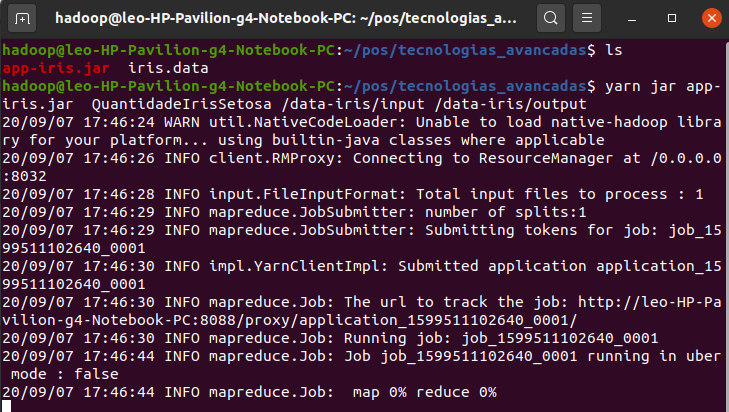 hadoop@leo-HP-Pavilion-g4-Notebook-PC: ~/pos/tecnologias_a...
hadoop@leo-HP-Pavilion-g4-Notebook-PC:~/pos/tecnologias_avancadas$ ls
app-iris.jar  iris.data
hadoop@leo-HP-Pavilion-g4-Notebook-PC:~/pos/tecnologias_avancadas$ yarn jar app-
iris.jar  QuantidadeIrisSetosa /data-iris/input /data-iris/output
20/09/07 17:46:24 WARN util.NativeCodeLoader: Unable to load native-hadoop libra
ry for your platform... using builtin-java classes where applicable
20/09/07 17:46:26 INFO client.RMProxy: Connecting to ResourceManager at /0.0.0.0
:8032
20/09/07 17:46:28 INFO input.FileInputFormat: Total input files to process : 1
20/09/07 17:46:29 INFO mapreduce.JobSubmitter: number of splits:1
20/09/07 17:46:29 INFO mapreduce.JobSubmitter: Submitting tokens for job: job_15
99511102640_0001
20/09/07 17:46:30 INFO impl.YarnClientImpl: Submitted application application_15
99511102640_0001
20/09/07 17:46:30 INFO mapreduce.Job: The url to track the job: http://leo-HP-Pa
vilion-g4-Notebook-PC:8088/proxy/application_1599511102640_0001/
20/09/07 17:46:30 INFO mapreduce.Job: Running job: job_1599511102640_0001
20/09/07 17:46:44 INFO mapreduce.Job: Job job_1599511102640_0001 running in uber
 mode : false
20/09/07 17:46:44 INFO mapreduce.Job:  map 0% reduce 0%